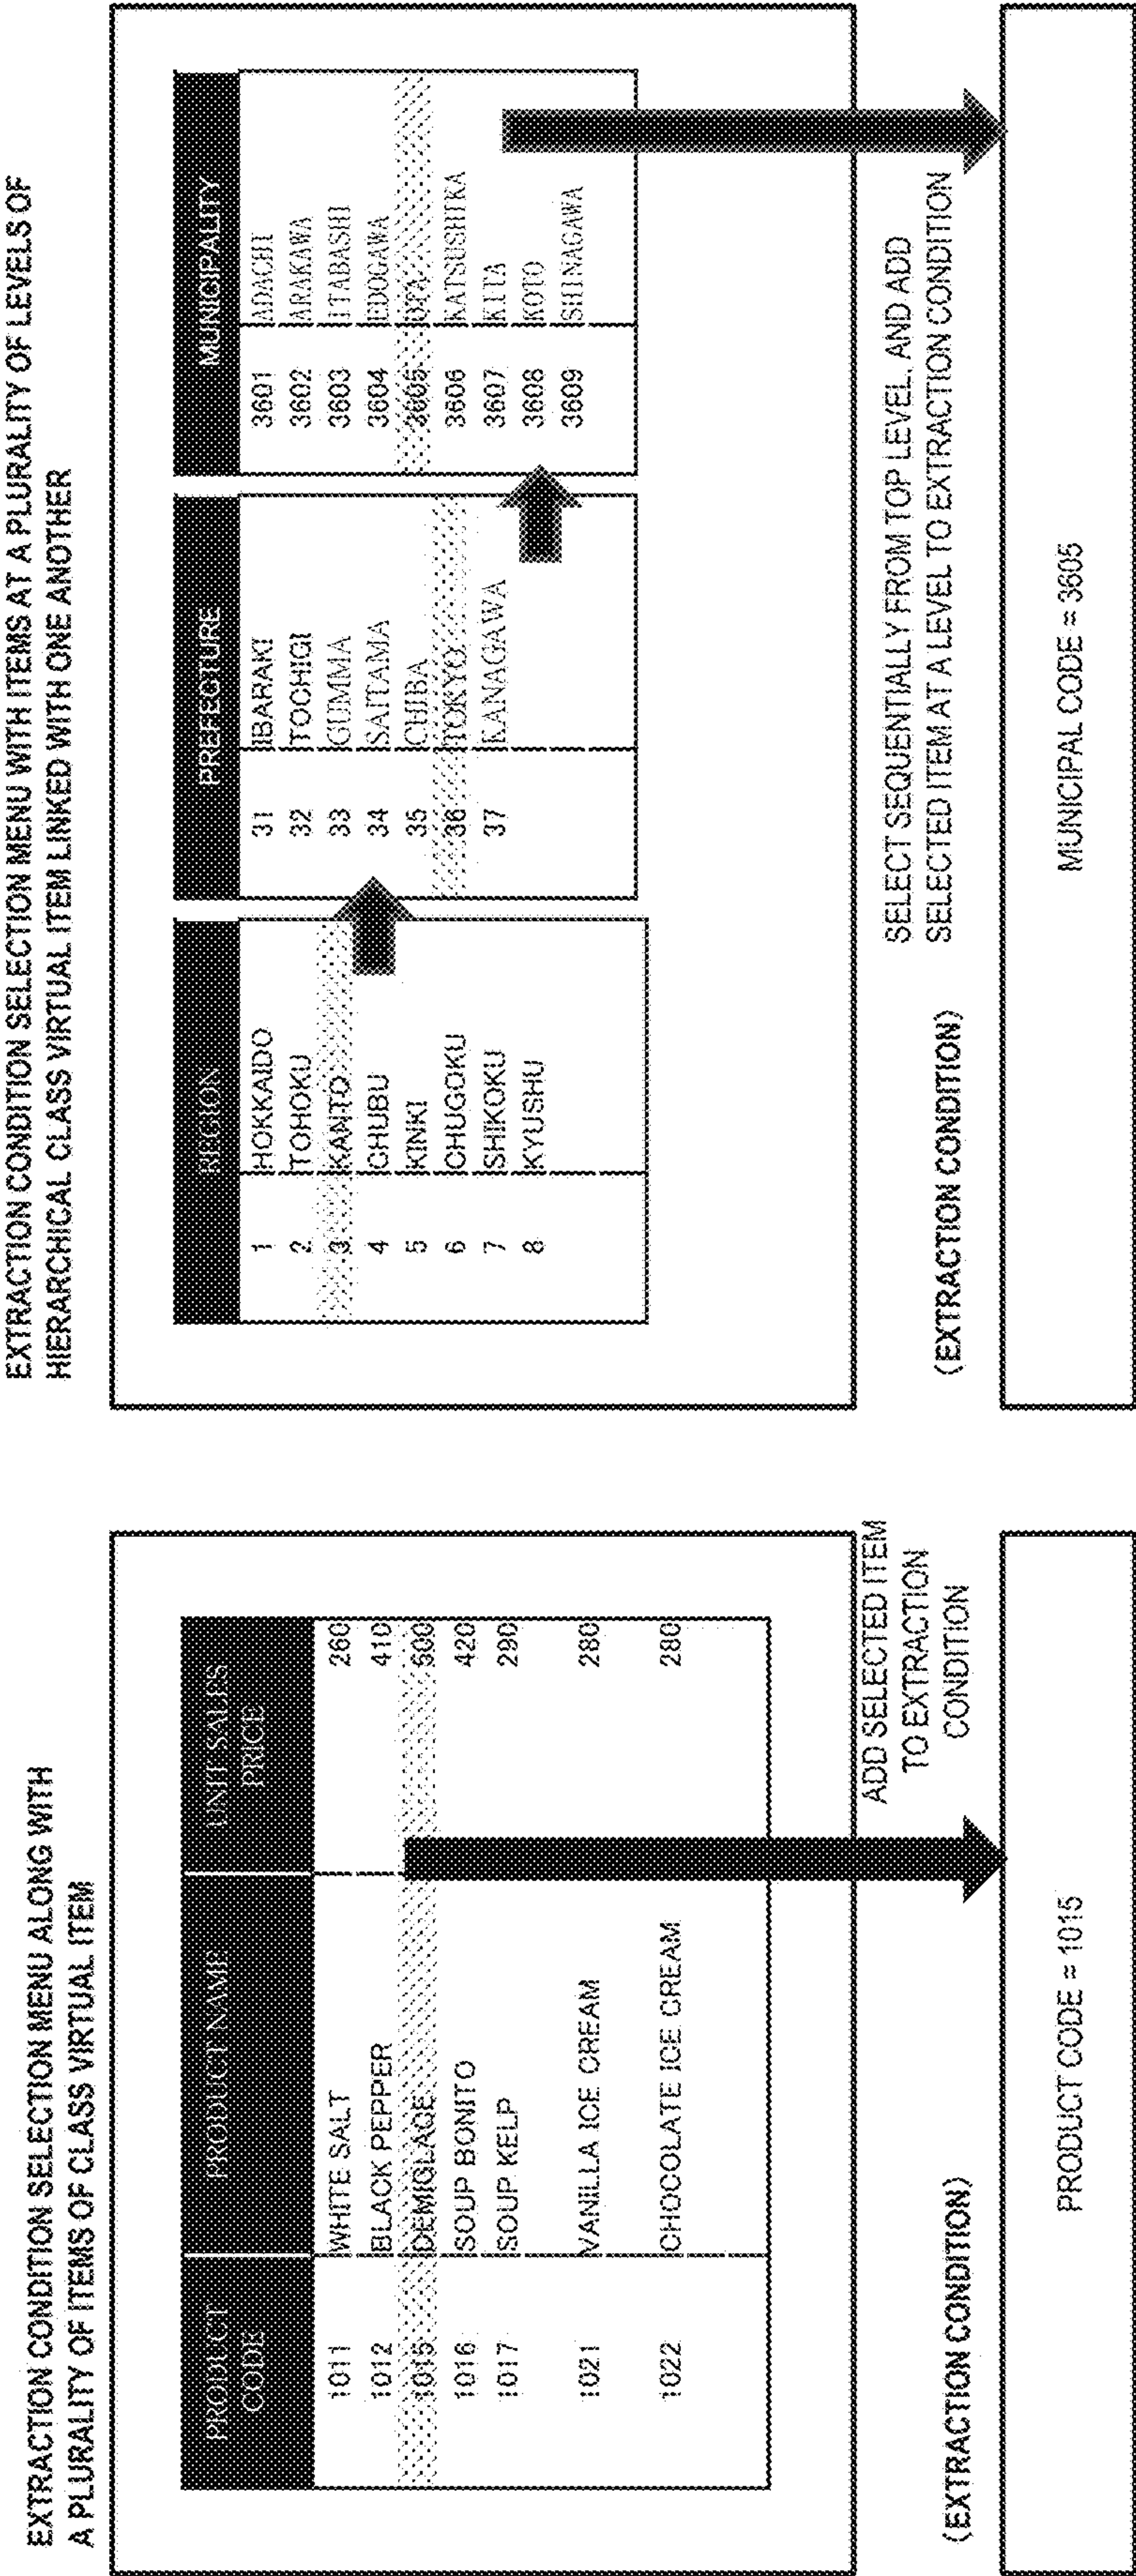 EXTRACTION CONDITION SELECTION MENU ALONG WITH
A PLURALITY OF ITEMS OF CLASS VIRTUAL ITEM
PRODUCT CODE PRODUCT NAME UNIT SALES PRICE
1011 WHITE SALT 260
1012 BLACK PEPPER 410
1015 DEMIGLACE 500
1016 SOUP BONITO 420
1017 SOUP KELP 290
1021 VANILLA ICE CREAM 280
1022 CHOCOLATE ICE CREAM 280
ADD SELECTED ITEM
TO EXTRACTION
CONDITION
(EXTRACTION CONDITION)
PRODUCT CODE = 1015
EXTRACTION CONDITION SELECTION MENU WITH ITEMS AT A PLURALITY OF LEVELS OF
HIERARCHICAL CLASS VIRTUAL ITEM LINKED WITH ONE ANOTHER
REGION
1 HOKKAIDO
2 TOHOKU
3 KANTO
4 CHUBU
5 KINKI
6 CHUGOKU
7 SHIKOKU
8 KYUSHU
PREFECTURE
31 IBARAKI
32 TOCHIGI
33 GUMMA
34 SAITAMA
35 CHIBA
36 TOKYO
37 KANAGAWA
MUNICIPALITY
3601 ADACHI
3602 ARAKAWA
3603 ITABASHI
3604 EDOGAWA
3605 OTA
3606 KATSUSHIKA
3607 KITA
3608 KOTO
3609 SHINAGAWA
SELECT SEQUENTIALLY FROM TOP LEVEL, AND ADD
SELECTED ITEM AT A LEVEL TO EXTRACTION CONDITION
(EXTRACTION CONDITION)
MUNICIPAL CODE = 3605